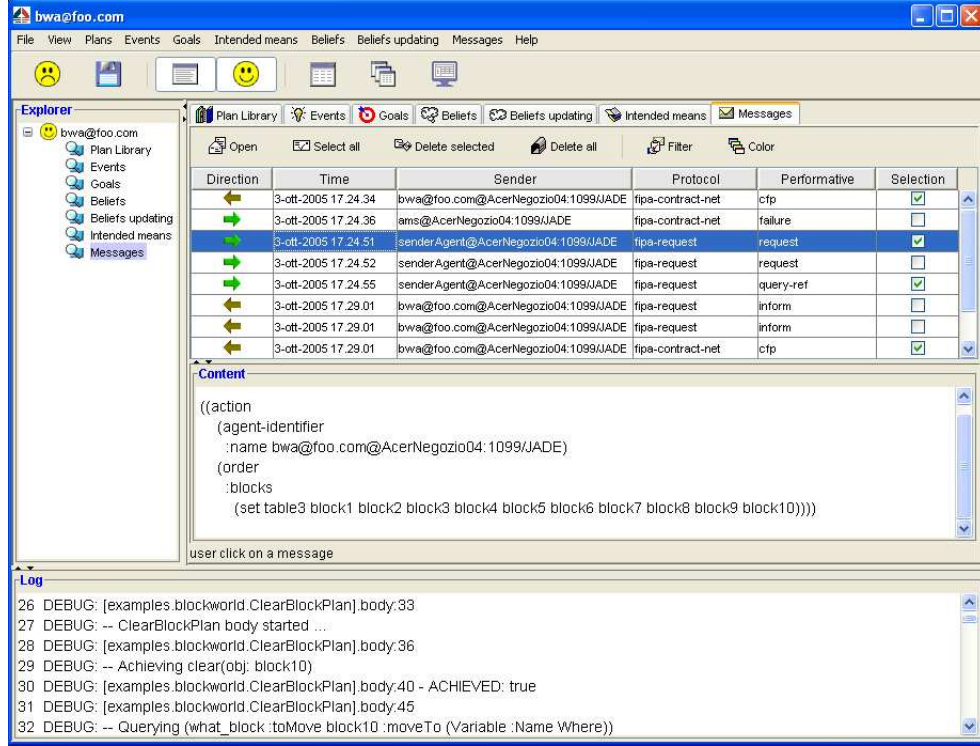 bwa@foo.com
File View Plans Events Goals Intended means Beliefs Beliefs updating Messages Help
Explorer
bwa@foo.com
Plan Library
Events
Goals
Beliefs
Beliefs updating
Intended means
Messages
Plan Library Events Goals Beliefs Beliefs updating Intended means Messages
Open Select all Delete selected Delete all Filter Color
Direction Time Sender Protocol Performative Selection
3-ott-2005 17.24.34 bwa@foo.com@AcerNegozio04:1099/JADE fipa-contract-net cfp
3-ott-2005 17.24.36 ams@AcerNegozio04:1099/JADE fipa-contract-net failure
3-ott-2005 17.24.51 senderAgent@AcerNegozio04:1099/JADE fipa-request request
3-ott-2005 17.24.52 senderAgent@AcerNegozio04:1099/JADE fipa-request request
3-ott-2005 17.24.55 senderAgent@AcerNegozio04:1099/JADE fipa-request query-ref
3-ott-2005 17.29.01 bwa@foo.com@AcerNegozio04:1099/JADE fipa-request inform
3-ott-2005 17.29.01 bwa@foo.com@AcerNegozio04:1099/JADE fipa-request inform
3-ott-2005 17.29.01 bwa@foo.com@AcerNegozio04:1099/JADE fipa-contract-net cfp
Content
((action
(agent-identifier
:name bwa@foo.com@AcerNegozio04:1099/JADE)
(order
:blocks
(set table3 block1 block2 block3 block4 block5 block6 block7 block8 block9 block10))))
user click on a message
Log
26 DEBUG: [examples.blockworld.ClearBlockPlan].body:33
27 DEBUG: -- ClearBlockPlan body started ...
28 DEBUG: [examples.blockworld.ClearBlockPlan].body:36
29 DEBUG: -- Achieving clear(obj: block10)
30 DEBUG: [examples.blockworld.ClearBlockPlan].body:40 - ACHIEVED: true
31 DEBUG: [examples.blockworld.ClearBlockPlan].body:45
32 DEBUG: -- Querying (what_block :toMove block10 :moveTo (Variable :Name Where))